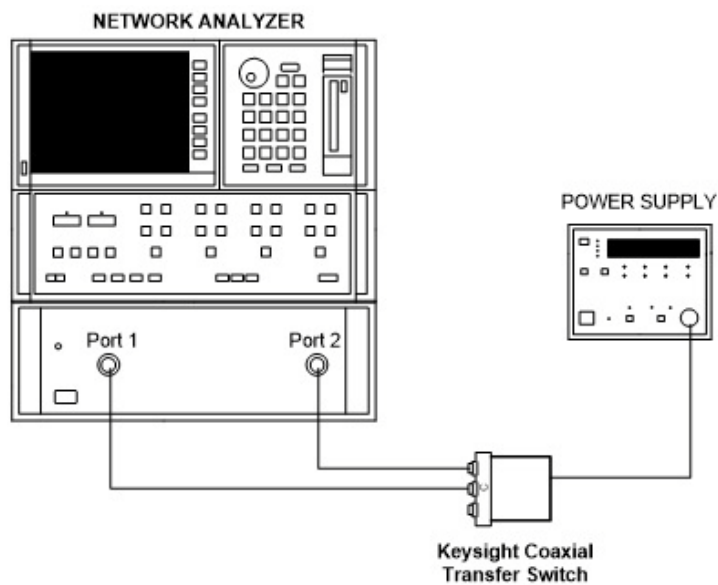 NETWORK ANALYZER
POWER SUPPLY
Port 1
Port 2
C
Keysight Coaxial
Transfer Switch